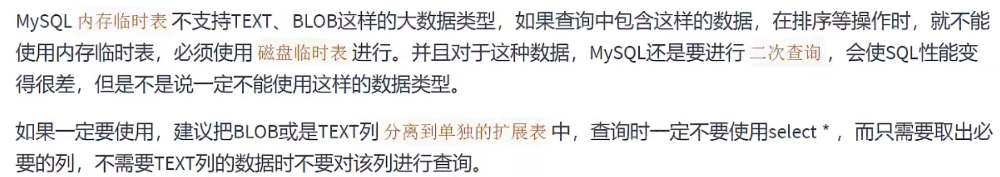 MySQL 内存临时表 不支持TEXT、BLOB这样的大数据类型，如果查询中包含这样的数据，在排序等操作时，就不能
使用内存临时表，必须使用 磁盘临时表 进行。并且对于这种数据，MySQL还是要进行 二次查询 ，会使SQL性能变
得很差，但是不是说一定不能使用这样的数据类型。
如果一定要使用，建议把BLOB或是TEXT列 分离到单独的扩展表 中，查询时一定不要使用select * ，而只需要取出必
要的列，不需要TEXT列的数据时不要对该列进行查询。